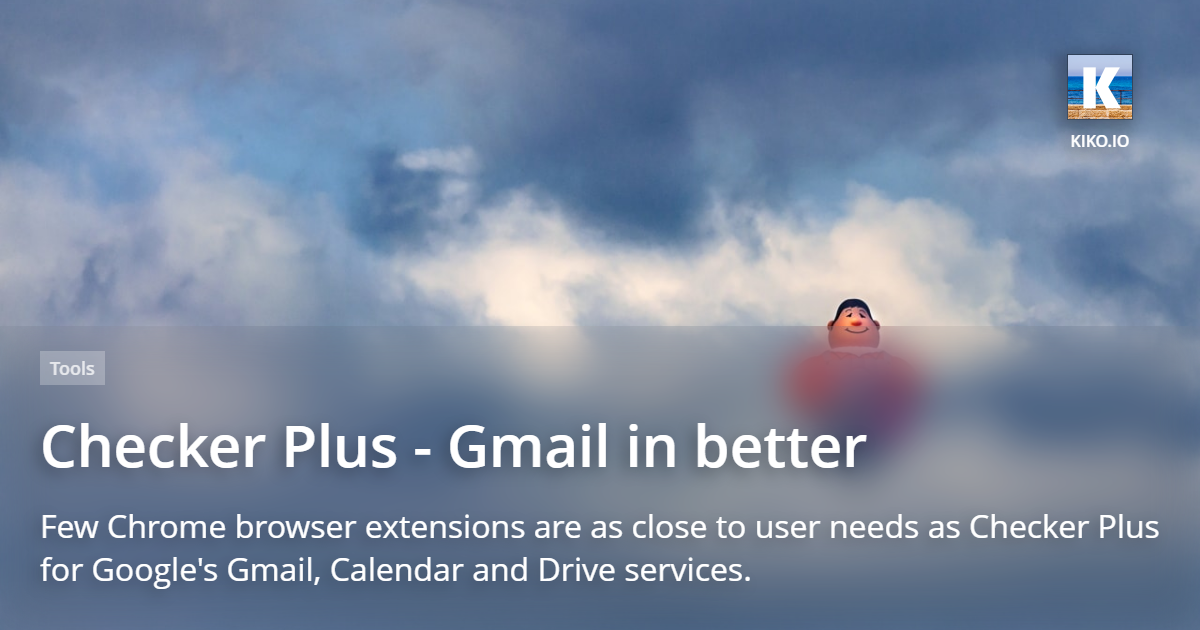 K
KIKO.IO
Tools
Checker Plus - Gmail in better
Few Chrome browser extensions are as close to user needs as Checker Plus
for Google's Gmail, Calendar and Drive services.